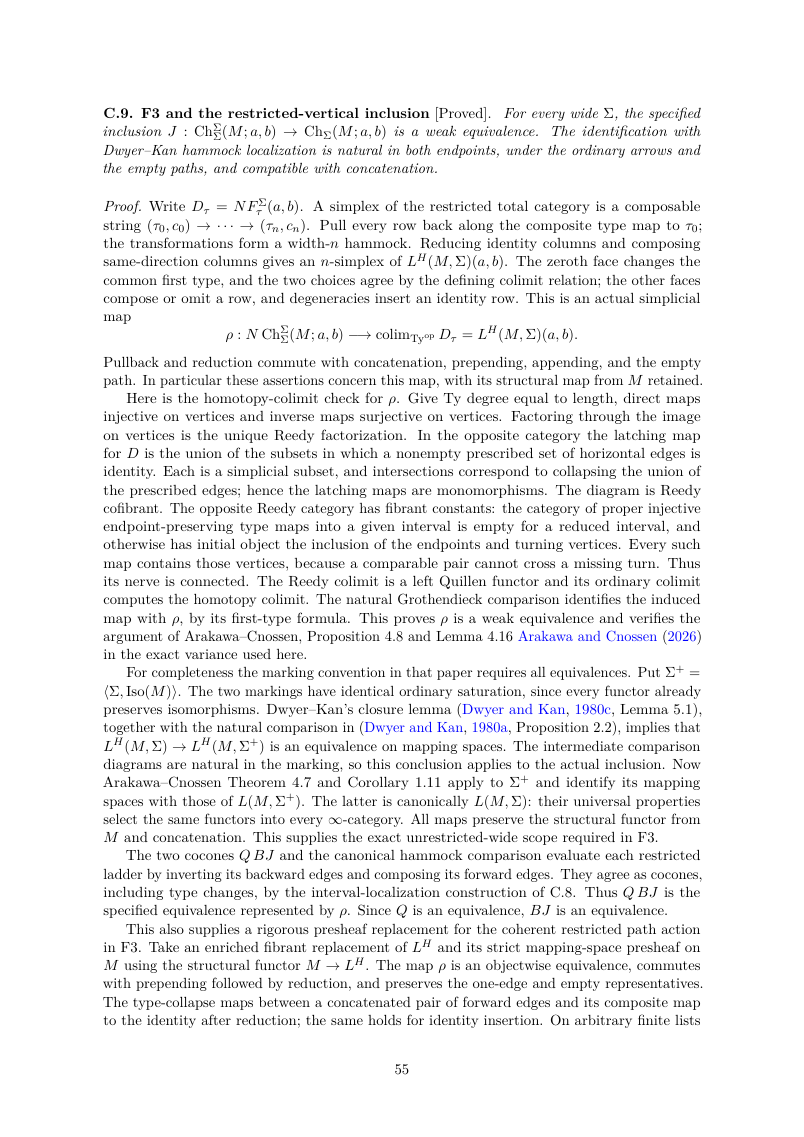 C.9. F3 and the restricted-vertical inclusion [Proved]. For every wide Σ, the specified
inclusion J : Ch_Σ^Σ(M; a, b) → Ch_Σ(M; a, b) is a weak equivalence. The identification with
Dwyer–Kan hammock localization is natural in both endpoints, under the ordinary arrows and
the empty paths, and compatible with concatenation.
Proof. Write D_τ = NF_τ^Σ(a, b). A simplex of the restricted total category is a composable
string (τ₀, c₀) → ⋯ → (τₙ, cₙ). Pull every row back along the composite type map to τ₀;
the transformations form a width-n hammock. Reducing identity columns and composing
same-direction columns gives an n-simplex of L^H(M, Σ)(a, b). The zeroth face changes the
common first type, and the two choices agree by the defining colimit relation; the other faces
compose or omit a row, and degeneracies insert an identity row. This is an actual simplicial
map
ρ : N Ch_Σ^Σ(M; a, b) ⟶ colim_{Ty^op} D_τ = L^H(M, Σ)(a, b).
Pullback and reduction commute with concatenation, prepending, appending, and the empty
path. In particular these assertions concern this map, with its structural map from M retained.
Here is the homotopy-colimit check for ρ. Give Ty degree equal to length, direct maps
injective on vertices and inverse maps surjective on vertices. Factoring through the image
on vertices is the unique Reedy factorization. In the opposite category the latching map
for D is the union of the subsets in which a nonempty prescribed set of horizontal edges is
identity. Each is a simplicial subset, and intersections correspond to collapsing the union of
the prescribed edges; hence the latching maps are monomorphisms. The diagram is Reedy
cofibrant. The opposite Reedy category has fibrant constants: the category of proper injective
endpoint-preserving type maps into a given interval is empty for a reduced interval, and
otherwise has initial object the inclusion of the endpoints and turning vertices. Every such
map contains those vertices, because a comparable pair cannot cross a missing turn. Thus
its nerve is connected. The Reedy colimit is a left Quillen functor and its ordinary colimit
computes the homotopy colimit. The natural Grothendieck comparison identifies the induced
map with ρ, by its first-type formula. This proves ρ is a weak equivalence and verifies the
argument of Arakawa–Cnossen, Proposition 4.8 and Lemma 4.16 Arakawa and Cnossen (2026)
in the exact variance used here.
For completeness the marking convention in that paper requires all equivalences. Put Σ⁺ =
⟨Σ, Iso(M)⟩. The two markings have identical ordinary saturation, since every functor already
preserves isomorphisms. Dwyer–Kan's closure lemma (Dwyer and Kan, 1980c, Lemma 5.1),
together with the natural comparison in (Dwyer and Kan, 1980a, Proposition 2.2), implies that
L^H(M, Σ) → L^H(M, Σ⁺) is an equivalence on mapping spaces. The intermediate comparison
diagrams are natural in the marking, so this conclusion applies to the actual inclusion. Now
Arakawa–Cnossen Theorem 4.7 and Corollary 1.11 apply to Σ⁺ and identify its mapping
spaces with those of L(M, Σ⁺). The latter is canonically L(M, Σ): their universal properties
select the same functors into every ∞-category. All maps preserve the structural functor from
M and concatenation. This supplies the exact unrestricted-wide scope required in F3.
The two cocones Q BJ and the canonical hammock comparison evaluate each restricted
ladder by inverting its backward edges and composing its forward edges. They agree as cocones,
including type changes, by the interval-localization construction of C.8. Thus Q BJ is the
specified equivalence represented by ρ. Since Q is an equivalence, BJ is an equivalence.
This also supplies a rigorous presheaf replacement for the coherent restricted path action
in F3. Take an enriched fibrant replacement of L^H and its strict mapping-space presheaf on
M using the structural functor M → L^H. The map ρ is an objectwise equivalence, commutes
with prepending followed by reduction, and preserves the one-edge and empty representatives.
The type-collapse maps between a concatenated pair of forward edges and its composite map
to the identity after reduction; the same holds for identity insertion. On arbitrary finite lists
55